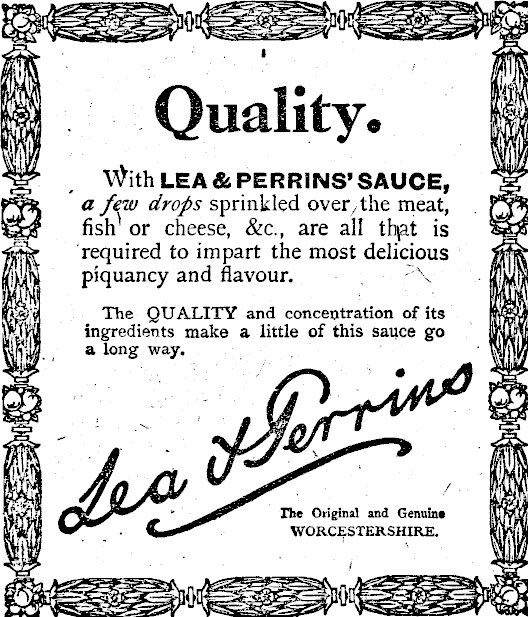 Quality.
With LEA & PERRINS' SAUCE,
a few drops sprinkled over the meat,
fish or cheese, &c., are all that is
required to impart the most delicious
piquancy and flavour.
The QUALITY and concentration of its
ingredients make a little of this sauce go
a long way.
Lea & Perrins
The Original and Genuine
WORCESTERSHIRE.